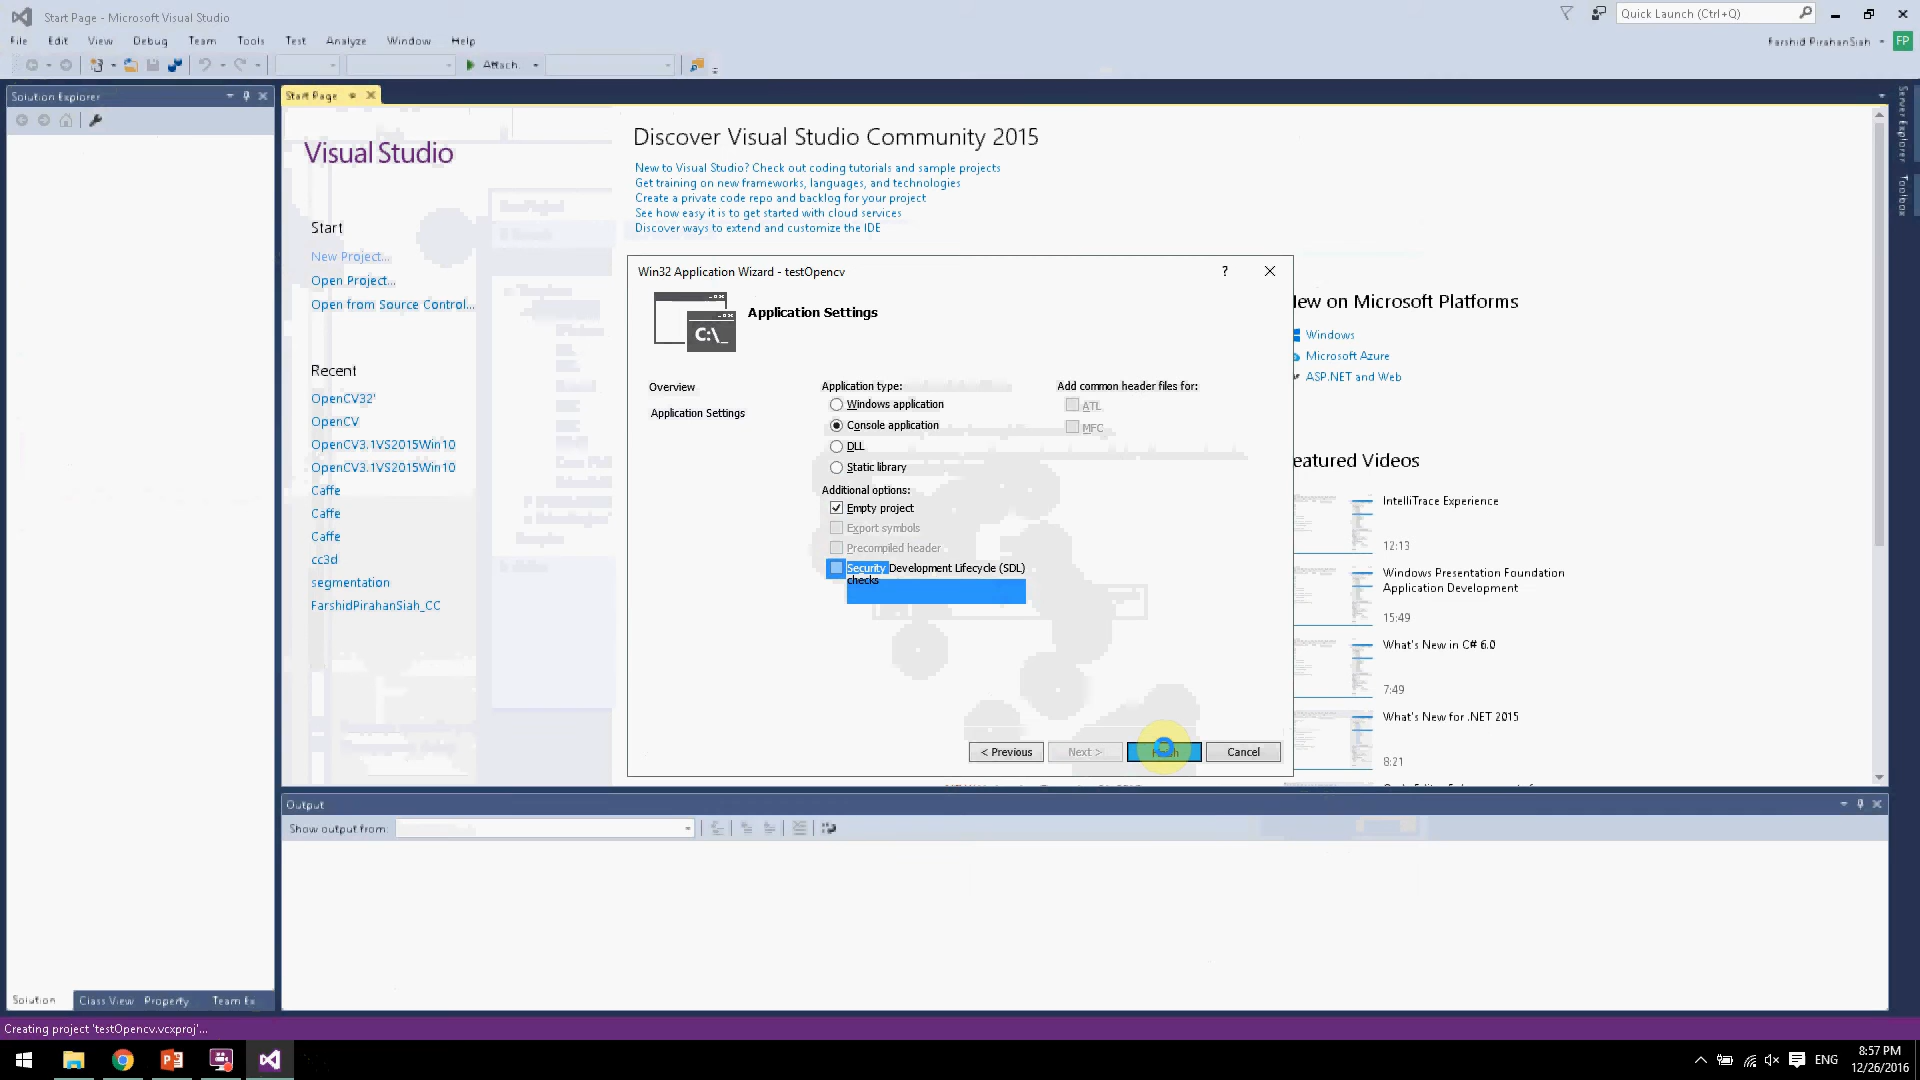 Start Page - Microsoft Visual Studio
Quick Launch (Ctrl+Q)
File Edit View Debug Team Tools Test Analyze Window Help
Farshid PirahanSiah FP
Attach...
Solution Explorer
Start Page
Server Explorer
Toolbox
Visual Studio
Discover Visual Studio Community 2015
New to Visual Studio? Check out coding tutorials and sample projects
Get training on new frameworks, languages, and technologies
Create a private code repo and backlog for your project
See how easy it is to get started with cloud services
Discover ways to extend and customize the IDE
Start
New Project...
Open Project...
Open from Source Control...
Recent
OpenCV32'
OpenCV
OpenCV3.1VS2015Win10
OpenCV3.1VS2015Win10
Caffe
Caffe
Caffe
cc3d
segmentation
FarshidPirahanSiah_CC
Win32 Application Wizard - testOpencv
?
C:\_
Application Settings
Overview
Application Settings
Application type:
Windows application
Console application
DLL
Static library
Additional options:
Empty project
Export symbols
Precompiled header
Security Development Lifecycle (SDL)
checks
Add common header files for:
ATL
MFC
< Previous
Next >
Cancel
ew on Microsoft Platforms
Windows
Microsoft Azure
ASP.NET and Web
eatured Videos
IntelliTrace Experience
12:13
Windows Presentation Foundation
Application Development
15:49
What's New in C# 6.0
7:49
What's New for .NET 2015
8:21
Output
Show output from:
Solution Class View Property Team Ex
Creating project 'testOpencv.vcxproj'...
ENG
8:57 PM
12/26/2016